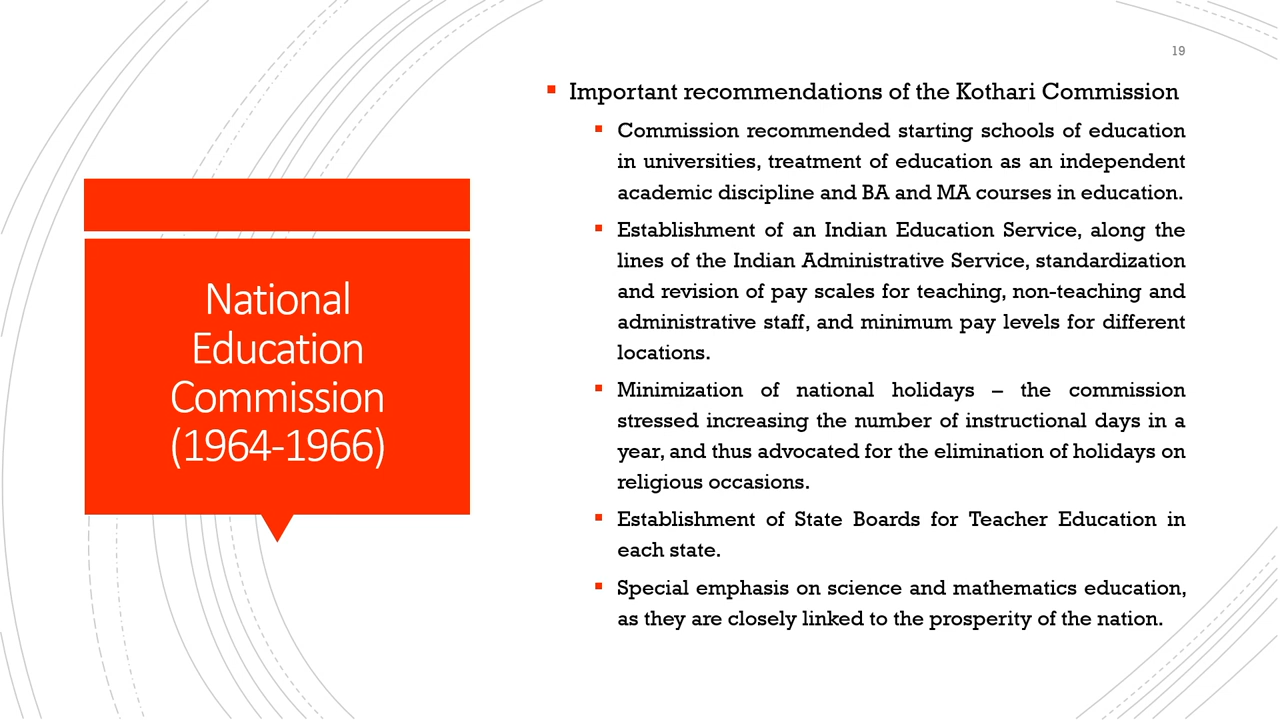 19
National
Education
Commission
(1964-1966)
Important recommendations of the Kothari Commission
Commission recommended starting schools of education
in universities, treatment of education as an independent
academic discipline and BA and MA courses in education.
Establishment of an Indian Education Service, along the
lines of the Indian Administrative Service, standardization
and revision of pay scales for teaching, non-teaching and
administrative staff, and minimum pay levels for different
locations.
Minimization of national holidays – the commission
stressed increasing the number of instructional days in a
year, and thus advocated for the elimination of holidays on
religious occasions.
Establishment of State Boards for Teacher Education in
each state.
Special emphasis on science and mathematics education,
as they are closely linked to the prosperity of the nation.